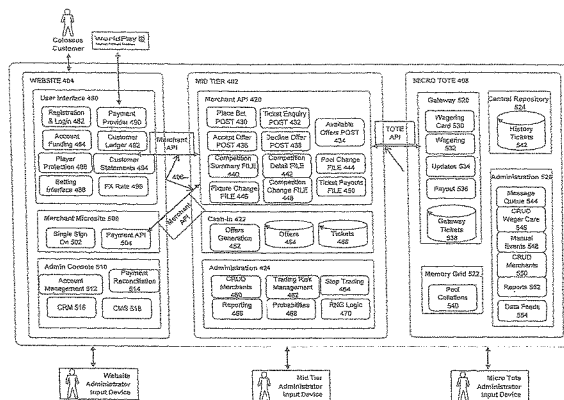 Colossus
Customer
WorldPay
WEBSITE 404
User Interface 480
Registration
& Login 482
Payment
Provider 490
Account
Funding 484
Customer
Ledger 492
Player
Projection 486
Customer
Statements 494
Betting
Interface 488
FX Rate 496
Merchant Microsite 500
Single Sign
On 502
Payment API
504
Admin Console 510
Account
Management 512
Payment
Reconciliation
514
CRM 516
CMS 518
Merchant
API
406
Merchant
API
MID TIER 402
Merchant API 420
Place Bet
POST 430
Ticket Enquiry
POST 432
Available
Offers POST
434
Accept Offer
POST 436
Decline Offer
POST 438
Competition
Summary FILE
440
Competition
Detail FILE
442
Pool Change
FILE 444
Fixture Change
FILE 446
Competition
Change FILE
448
Ticket Payouts
FILE 450
Cash-in 422
Offers
Generation
452
Offers
454
Tickets
456
Administration 424
CRUD
Merchants
460
Trading Risk
Management
462
Stop Trading
464
Reporting
466
Probabilities
468
RNG Logic
470
TOTE
API
MICRO TOTE 408
Gateway 520
Wagering
Card 530
Wagering
532
Updates 534
Payout 536
Gateway
Tickets
538
Memory Grid 522
Pool
Collations
540
Central Repository
524
History
Tickets
542
Administration 526
Message
Queue 544
CRUD
Wager Card
546
Manual
Events 548
CRUD
Merchants
550
Reports 552
Data Feeds
554
Website
Administrator
Input Device
Mid Tier
Administrator
Input Device
Micro Tote
Administrator
Input Device